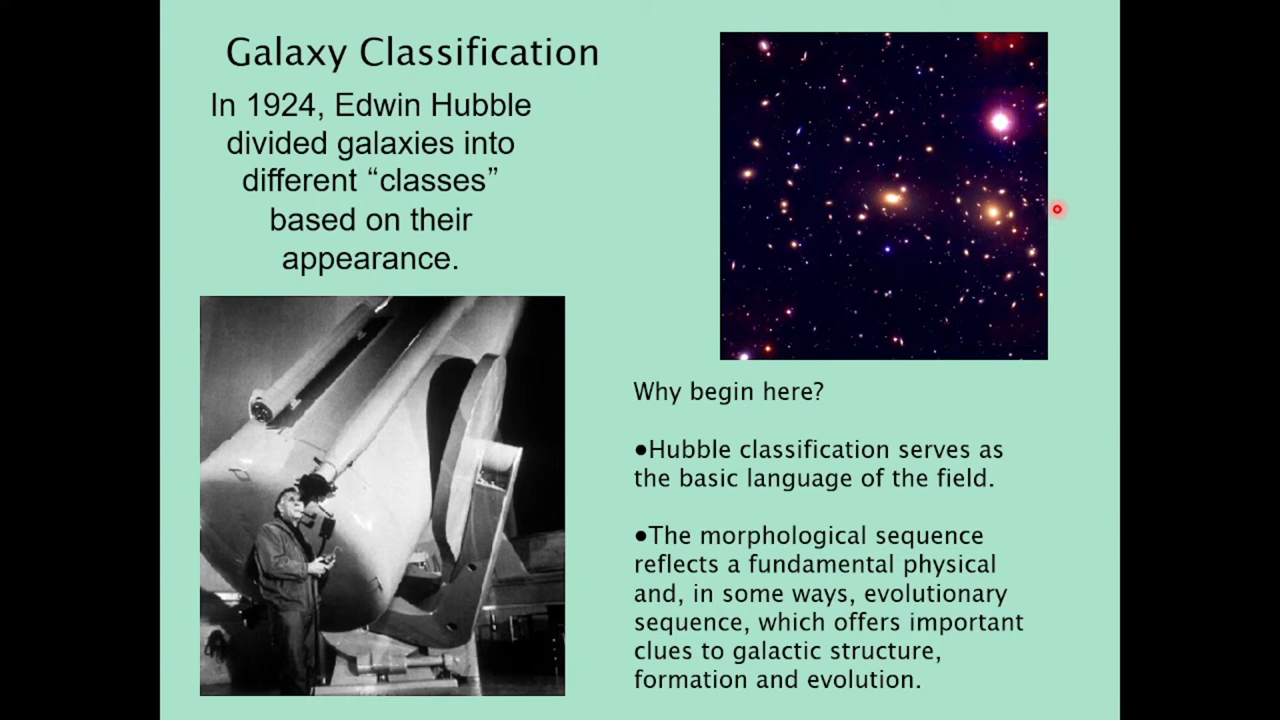 Galaxy Classification
In 1924, Edwin Hubble
divided galaxies into
different “classes”
based on their
appearance.
Why begin here?
●Hubble classification serves as
the basic language of the field.
●The morphological sequence
reflects a fundamental physical
and, in some ways, evolutionary
sequence, which offers important
clues to galactic structure,
formation and evolution.